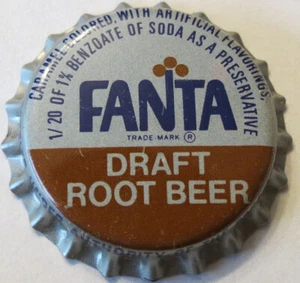 CARAMEL COLORED, WITH ARTIFICIAL FLAVORINGS,
1/20 OF 1% BENZOATE OF SODA AS A PRESERVATIVE
FANTA
TRADE-MARK ®
DRAFT
ROOT BEER
AUTHORITY